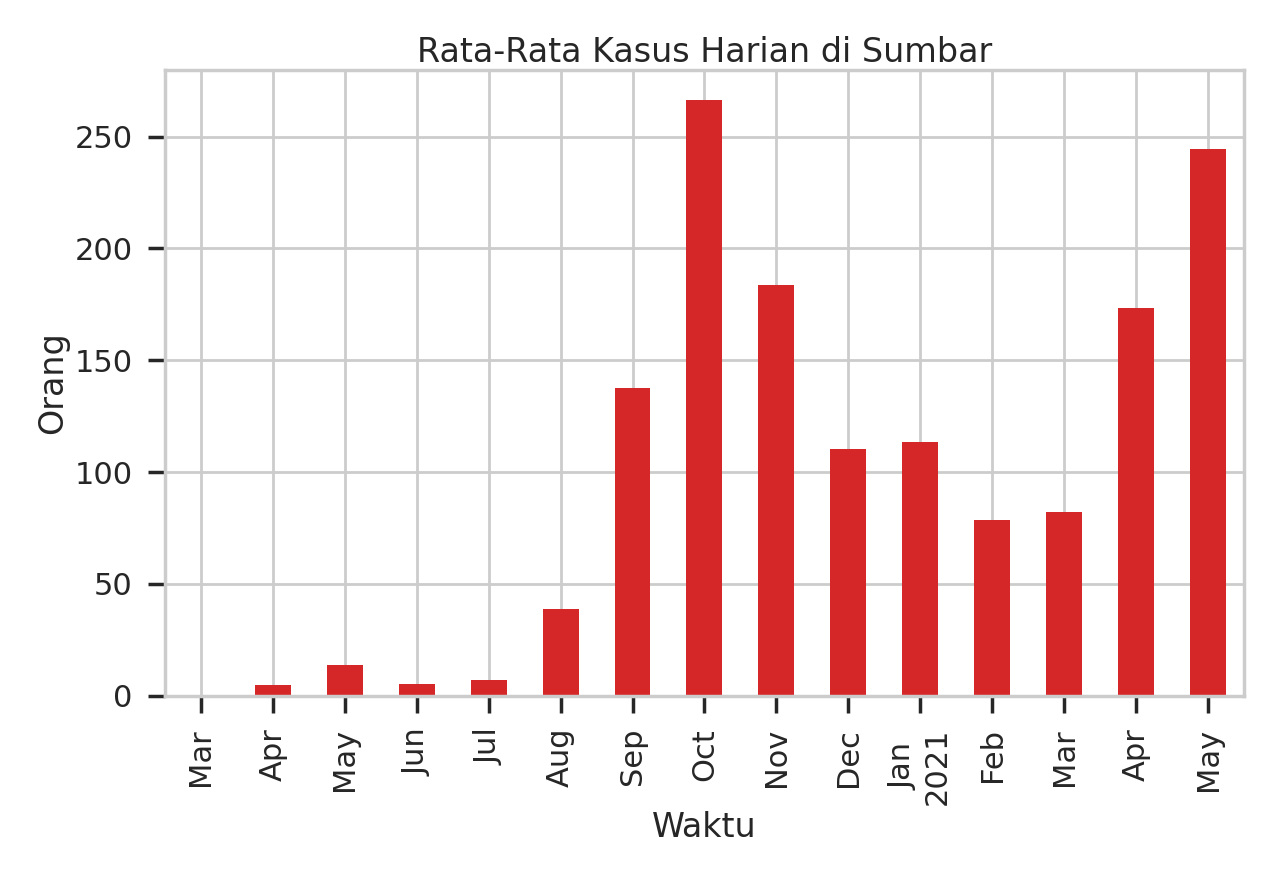 Rata-Rata Kasus Harian di Sumbar
Orang
250
200
150
100
50
0
Mar
Apr
May
Jun
Jul
Aug
Sep
Oct
Nov
Dec
Jan
2021
Feb
Mar
Apr
May
Waktu